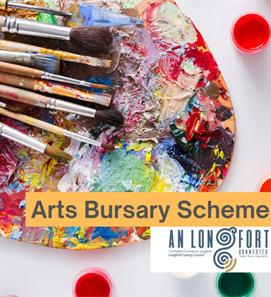 Arts Bursary Scheme
AN LONGFORT
CONNECTED
Longford County Council